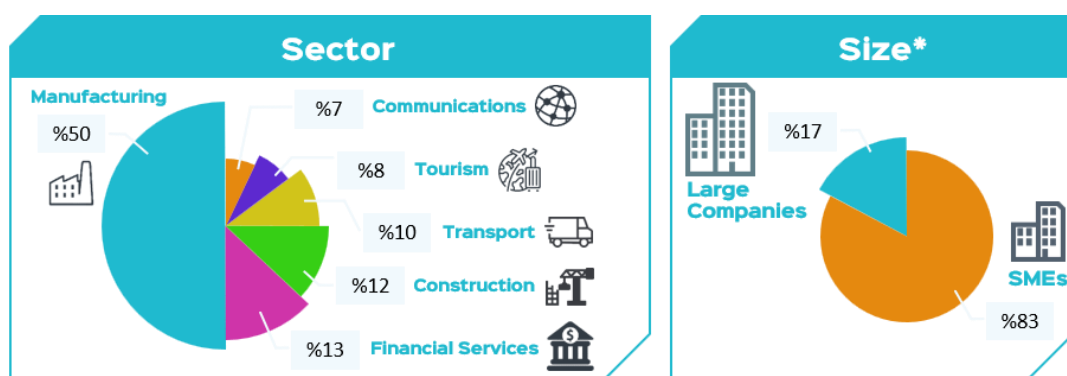 Sector
Manufacturing
%50
%7 Communications
%8 Tourism
%10 Transport
%12 Construction
%13 Financial Services
$
Size*
%17
Large
Companies
SMEs
%83